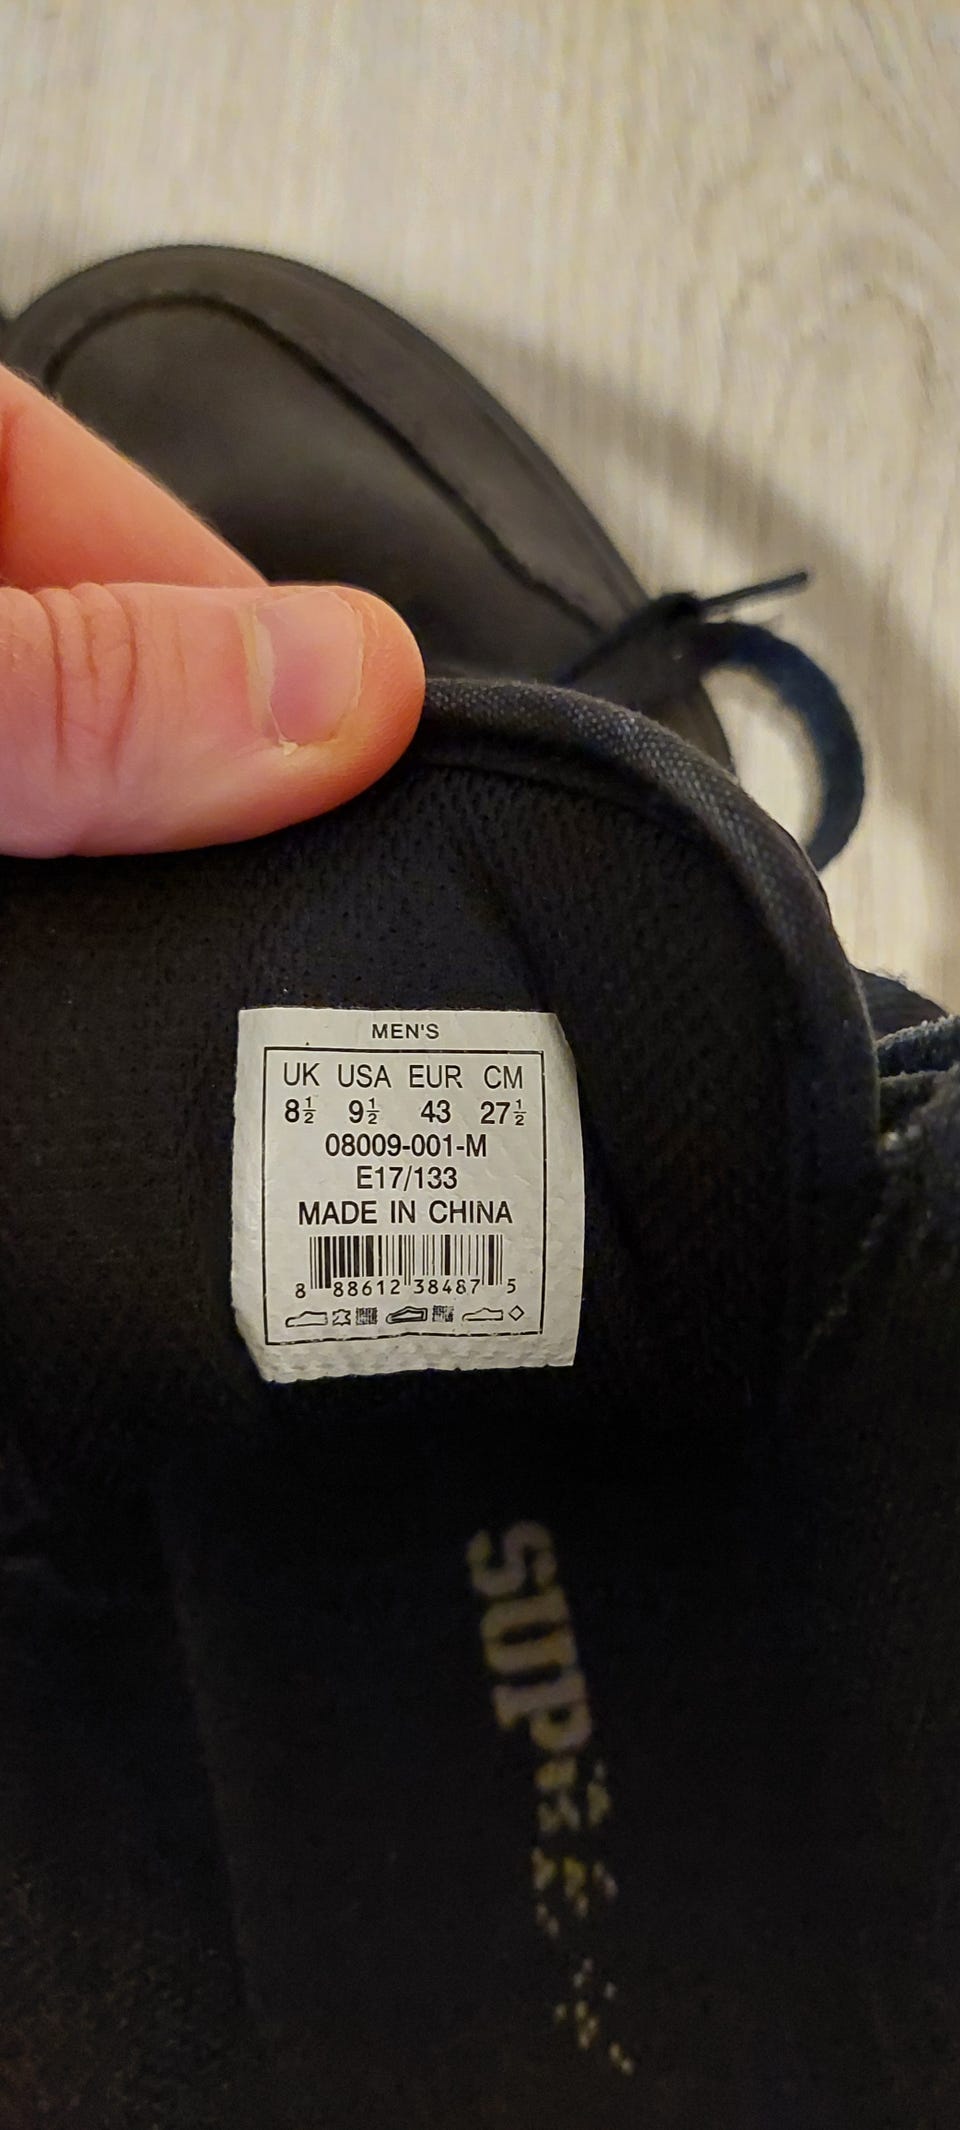 MEN'S
UK USA EUR CM
8½ 9½ 43 27½
08009-001-M
E17/133
MADE IN CHINA
8 88612 38487 5
sup